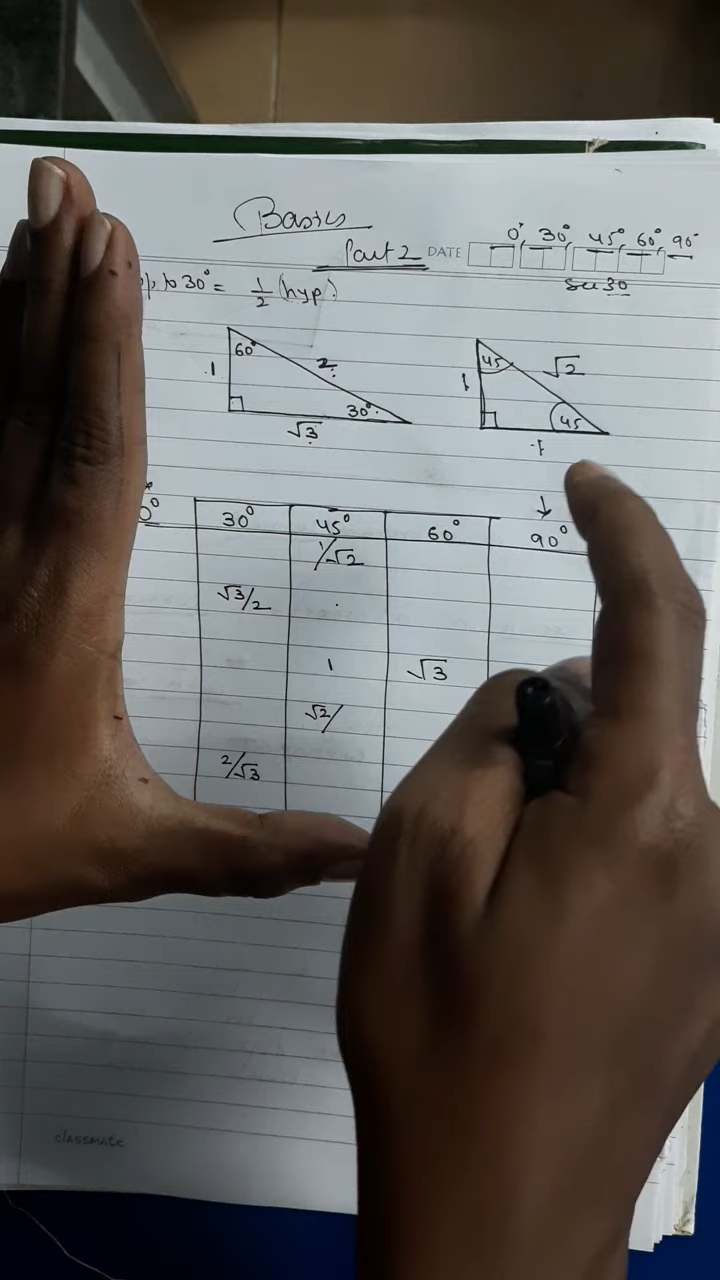 Basics
Part 2 DATE 0°, 30°, 45°, 60°, 90°
to 30° = 1/2 (hyp)
60° 2 45 √2
1 1
30° 45
√3 1
0° 30° 45° 60° 90°
1/√2
√3/2
1 √3
√2/
2/√3
classmate